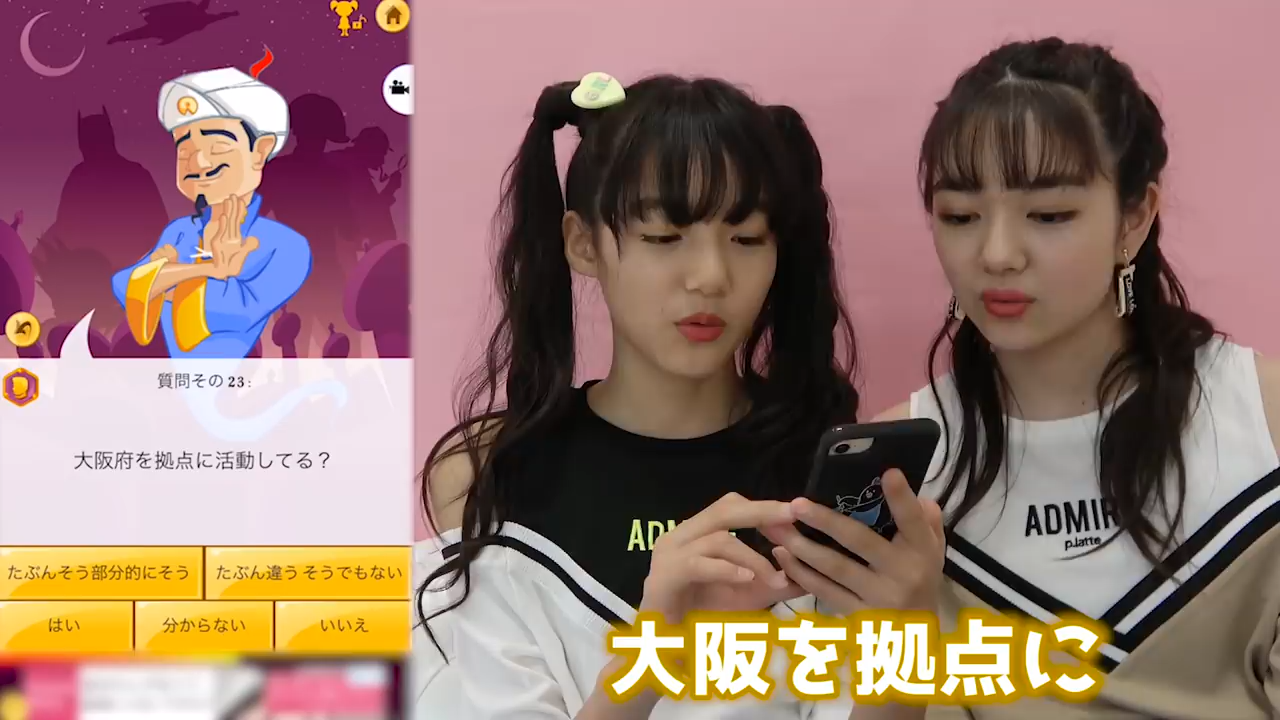 質問その23:
大阪府を拠点に活動してる？
たぶんそう部分的にそう
たぶん違う そうでもない
はい
分からない
いいえ
ADMIR
p.latte
大阪を拠点に